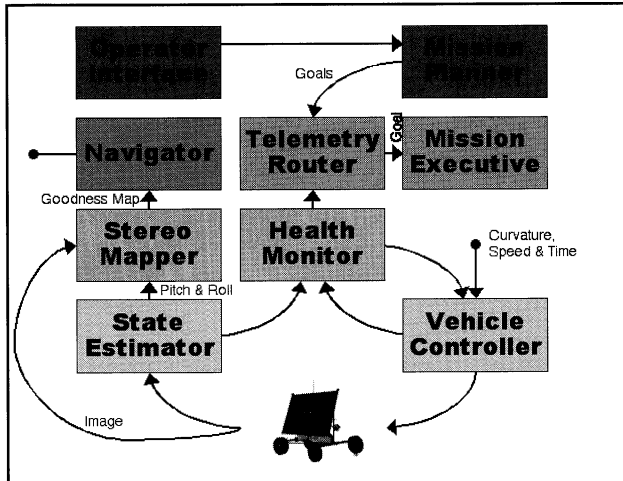 Operator
Interface
Mission
Planner
Goals
Navigator
Telemetry
Router
Goal
Mission
Executive
Goodness Map
Stereo
Mapper
Health
Monitor
Curvature,
Speed & Time
Pitch & Roll
State
Estimator
Vehicle
Controller
Image